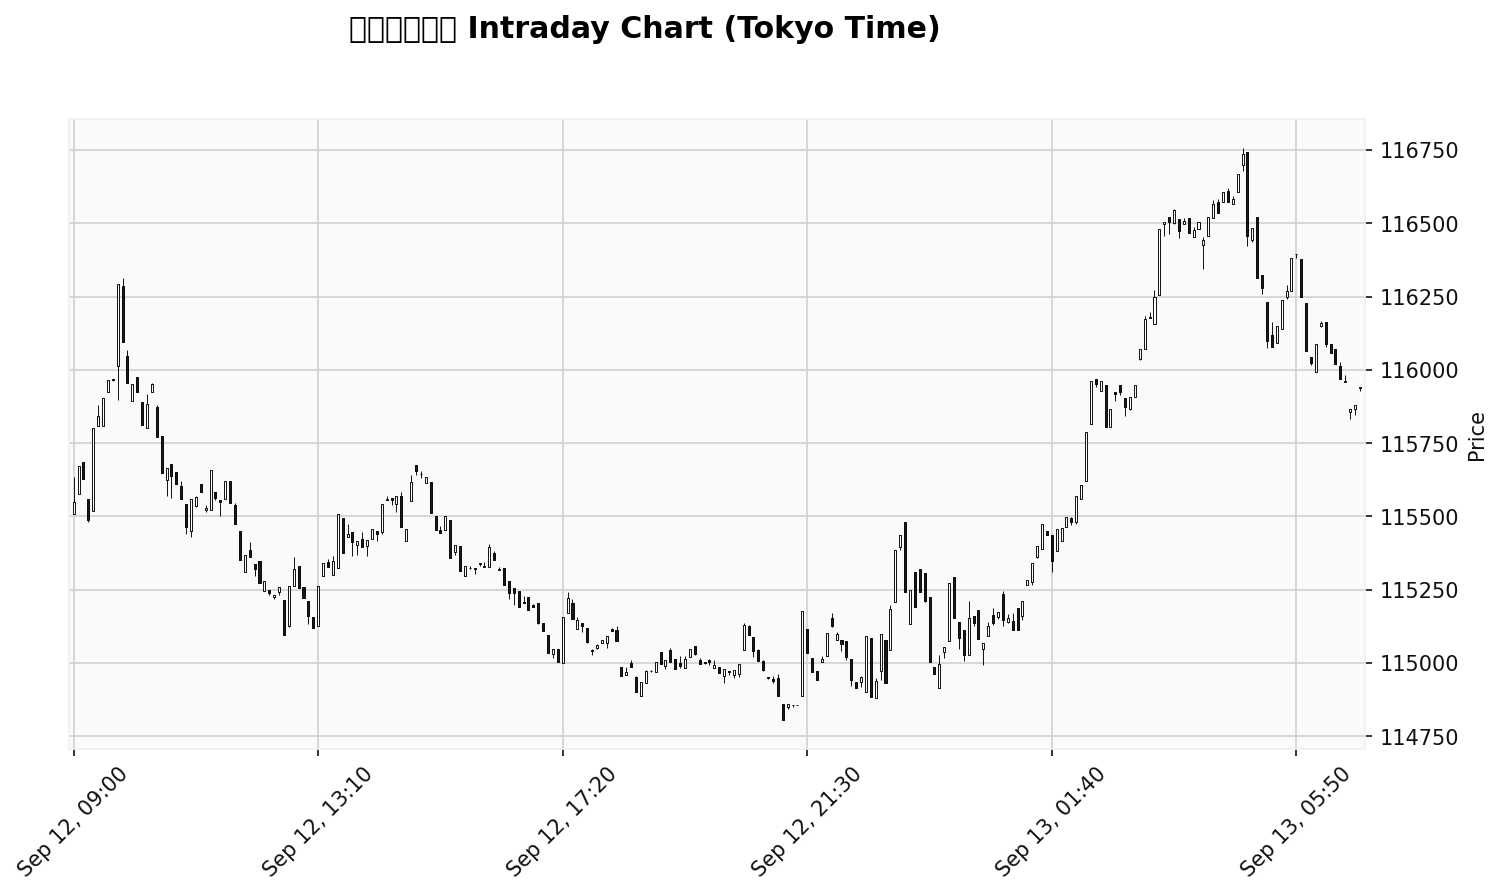 Intraday Chart (Tokyo Time)
116750
116500
116250
116000
115750
115500
115250
115000
114750
Price
Sep 12, 09:00
Sep 12, 13:10
Sep 12, 17:20
Sep 12, 21:30
Sep 13, 01:40
Sep 13, 05:50